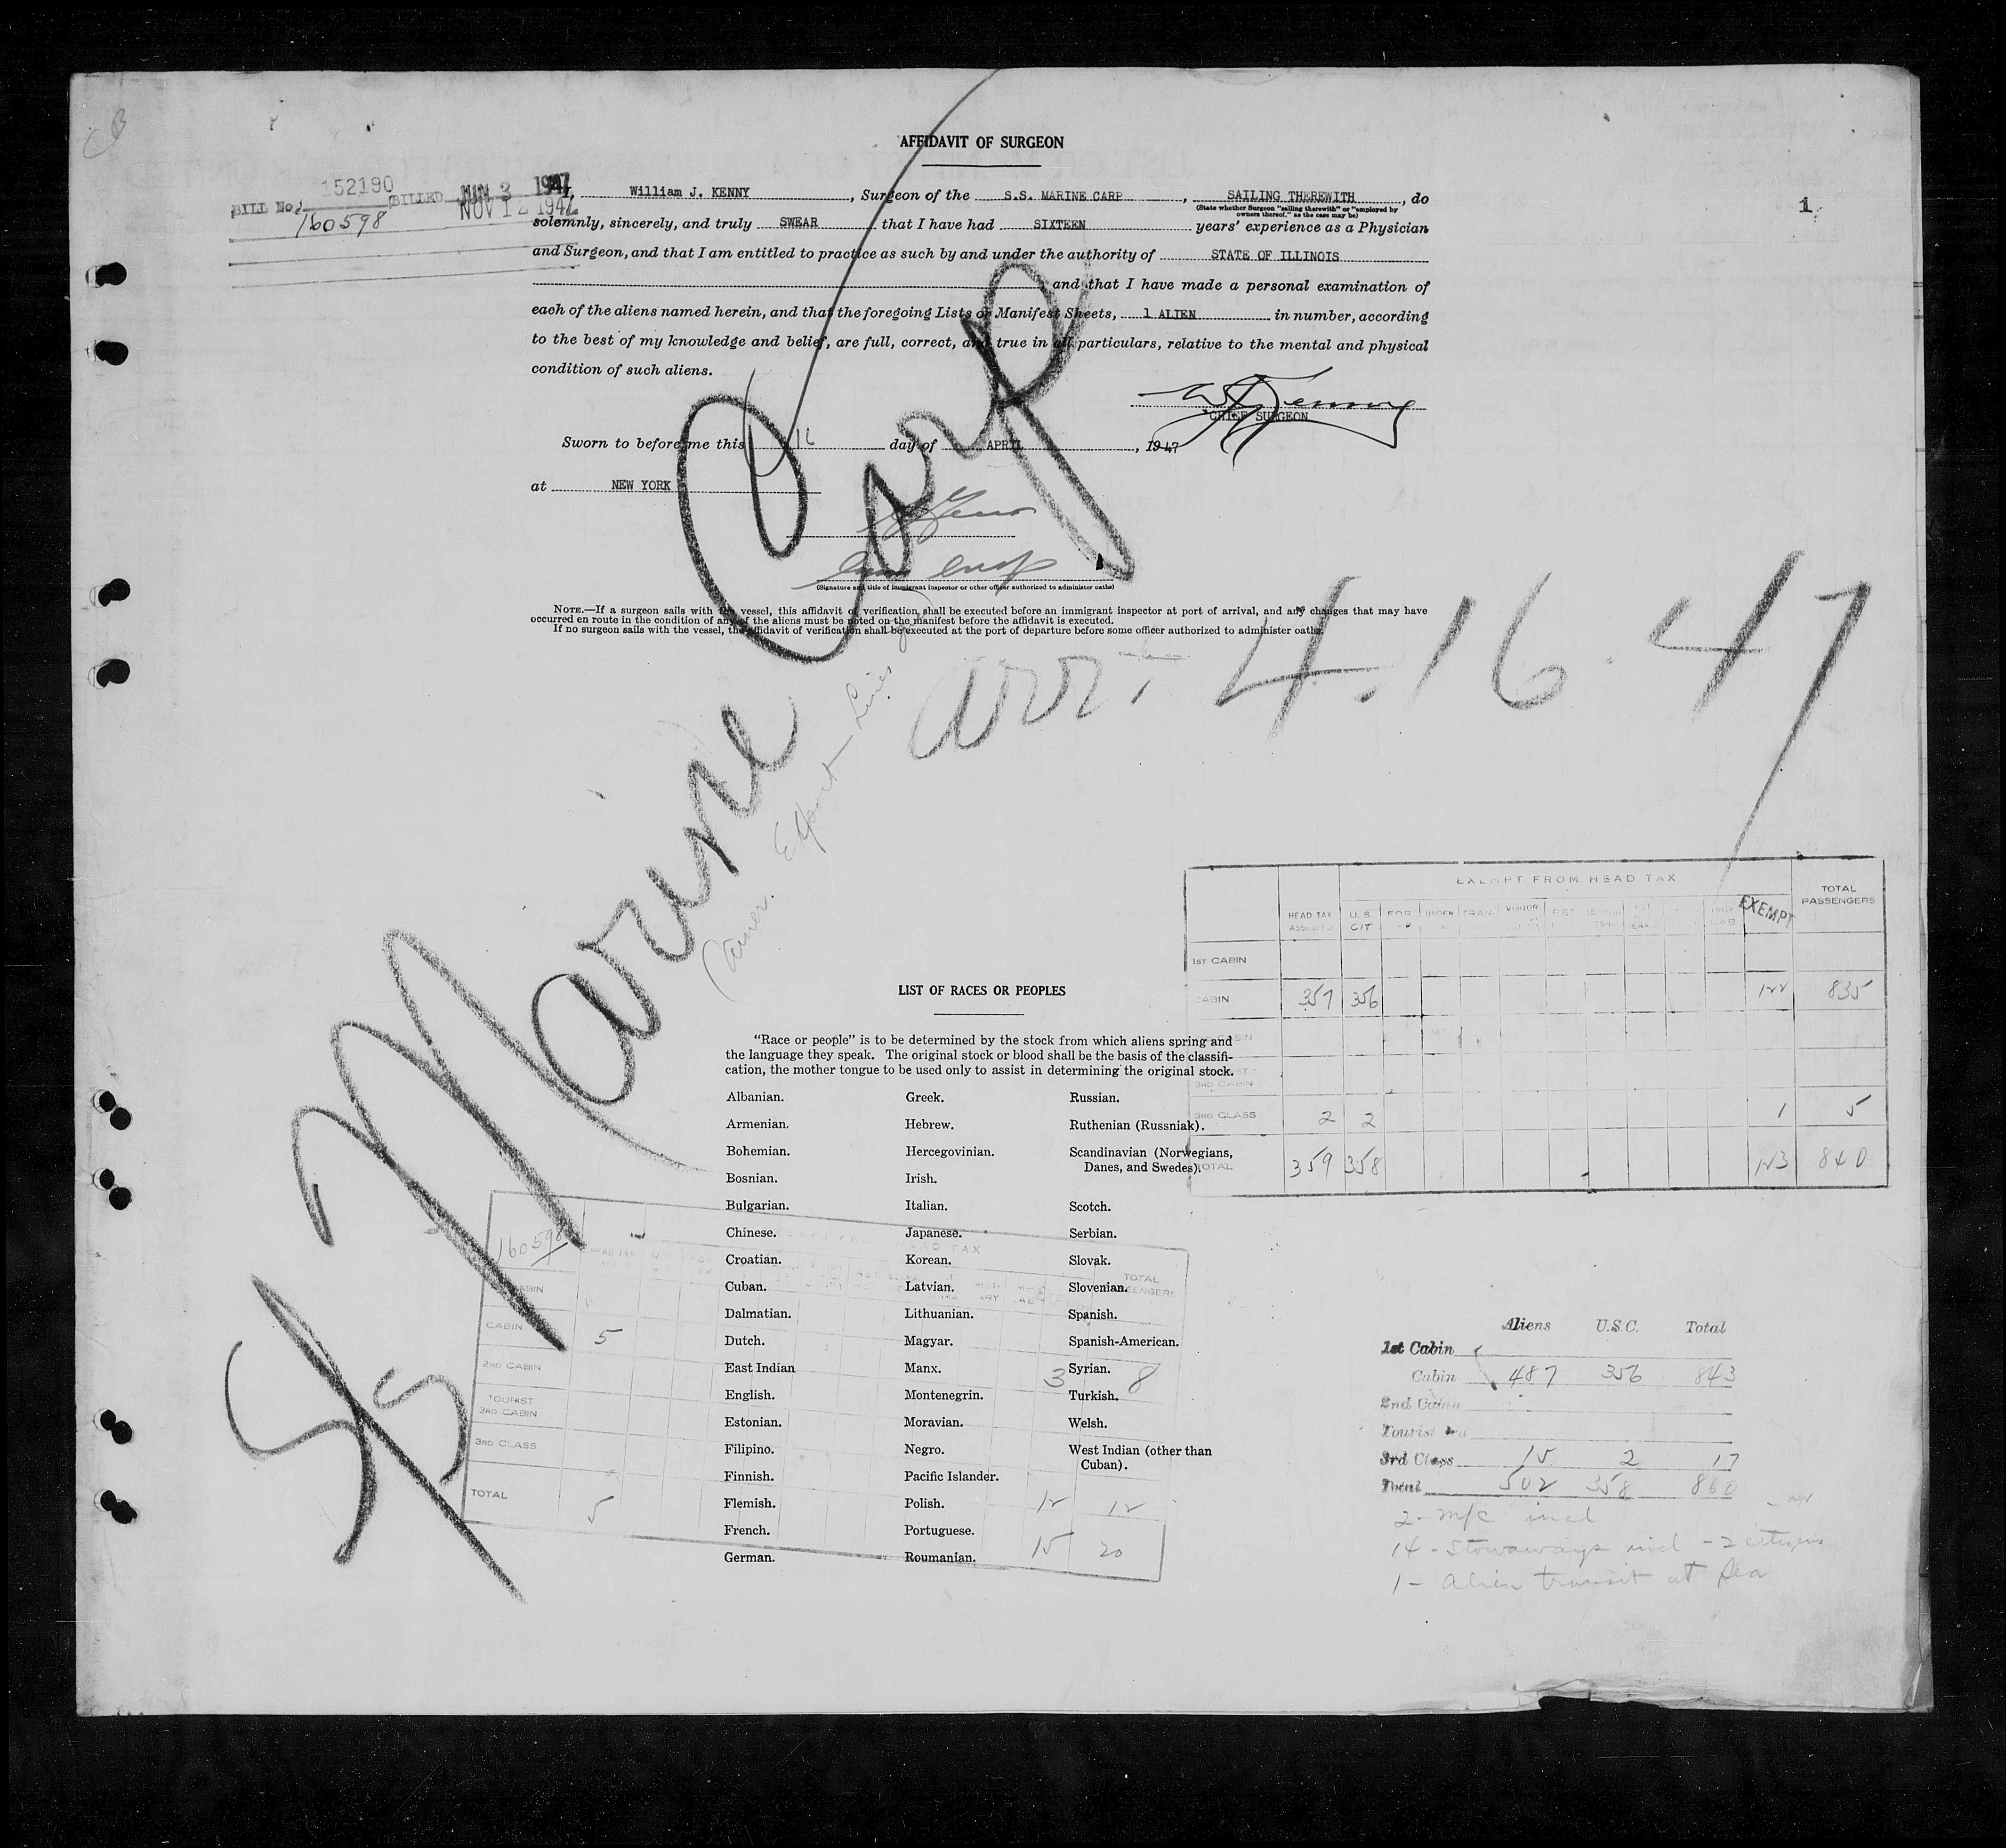 AFFIDAVIT OF SURGEON
BILL No. 152190 BILLED JUN 3 1947
160598 NOV 12 1947
I, William J. KENNY, Surgeon of the S.S. MARINE CARP, SAILING THEREWITH, do
(State whether Surgeon "sailing therewith" or "employed by
owners thereof," as the case may be)
1
solemnly, sincerely, and truly SWEAR that I have had SIXTEEN years' experience as a Physician
and Surgeon, and that I am entitled to practice as such by and under the authority of STATE OF ILLINOIS
and that I have made a personal examination of
each of the aliens named herein, and that the foregoing Lists or Manifest Sheets, 1 ALIEN in number, according
to the best of my knowledge and belief, are full, correct, and true in all particulars, relative to the mental and physical
condition of such aliens.
CHIEF SURGEON
Sworn to before me this 16 day of APRIL, 1947
at NEW YORK
(Signature and title of immigrant inspector or other officer authorized to administer oaths)
NOTE.—If a surgeon sails with the vessel, this affidavit of verification shall be executed before an immigrant inspector at port of arrival, and any changes that may have
occurred en route in the condition of any of the aliens must be noted on the manifest before the affidavit is executed.
If no surgeon sails with the vessel, the affidavit of verification shall be executed at the port of departure before some officer authorized to administer oaths.
S/S Marine Carp
(Amer. Export Lines)
arr. 4.16.47
EXEMPT FROM HEAD TAX
HEAD TAX U.S. CIT FOR UNDER TRAN VISITOR EXEMPT TOTAL PASSENGERS
1ST CABIN
CABIN 357 356 122 835
3RD CABIN
3RD CLASS 2 2 1 5
TOTAL 359 358 123 840
LIST OF RACES OR PEOPLES
"Race or people" is to be determined by the stock from which aliens spring and
the language they speak. The original stock or blood shall be the basis of the classifi-
cation, the mother tongue to be used only to assist in determining the original stock.
Albanian. Greek. Russian.
Armenian. Hebrew. Ruthenian (Russniak).
Bohemian. Hercegovinian. Scandinavian (Norwegians,
Danes, and Swedes).
Bosnian. Irish.
Bulgarian. Italian. Scotch.
Chinese. Japanese. Serbian.
Croatian. Korean. Slovak.
Cuban. Latvian. Slovenian.
Dalmatian. Lithuanian. Spanish.
Dutch. Magyar. Spanish-American.
East Indian Manx. Syrian.
English. Montenegrin. Turkish.
Estonian. Moravian. Welsh.
Filipino. Negro. West Indian (other than
Cuban).
Finnish. Pacific Islander.
Flemish. Polish.
French. Portuguese.
German. Roumanian.
160598
HEAD TAX
TOTAL
CABIN 5
2ND CABIN 3 8
TOURIST
3RD CABIN
3RD CLASS 12 12
TOTAL 5 15 20
Aliens U.S.C. Total
1st Cabin
Cabin 487 356 843
2nd Cabin
Tourist 3rd
3rd Class 15 2 17
Total 502 358 860
2 - M/C incl
14 - Stowaways incl - 2 citizens
1 - Alien transit at Sea